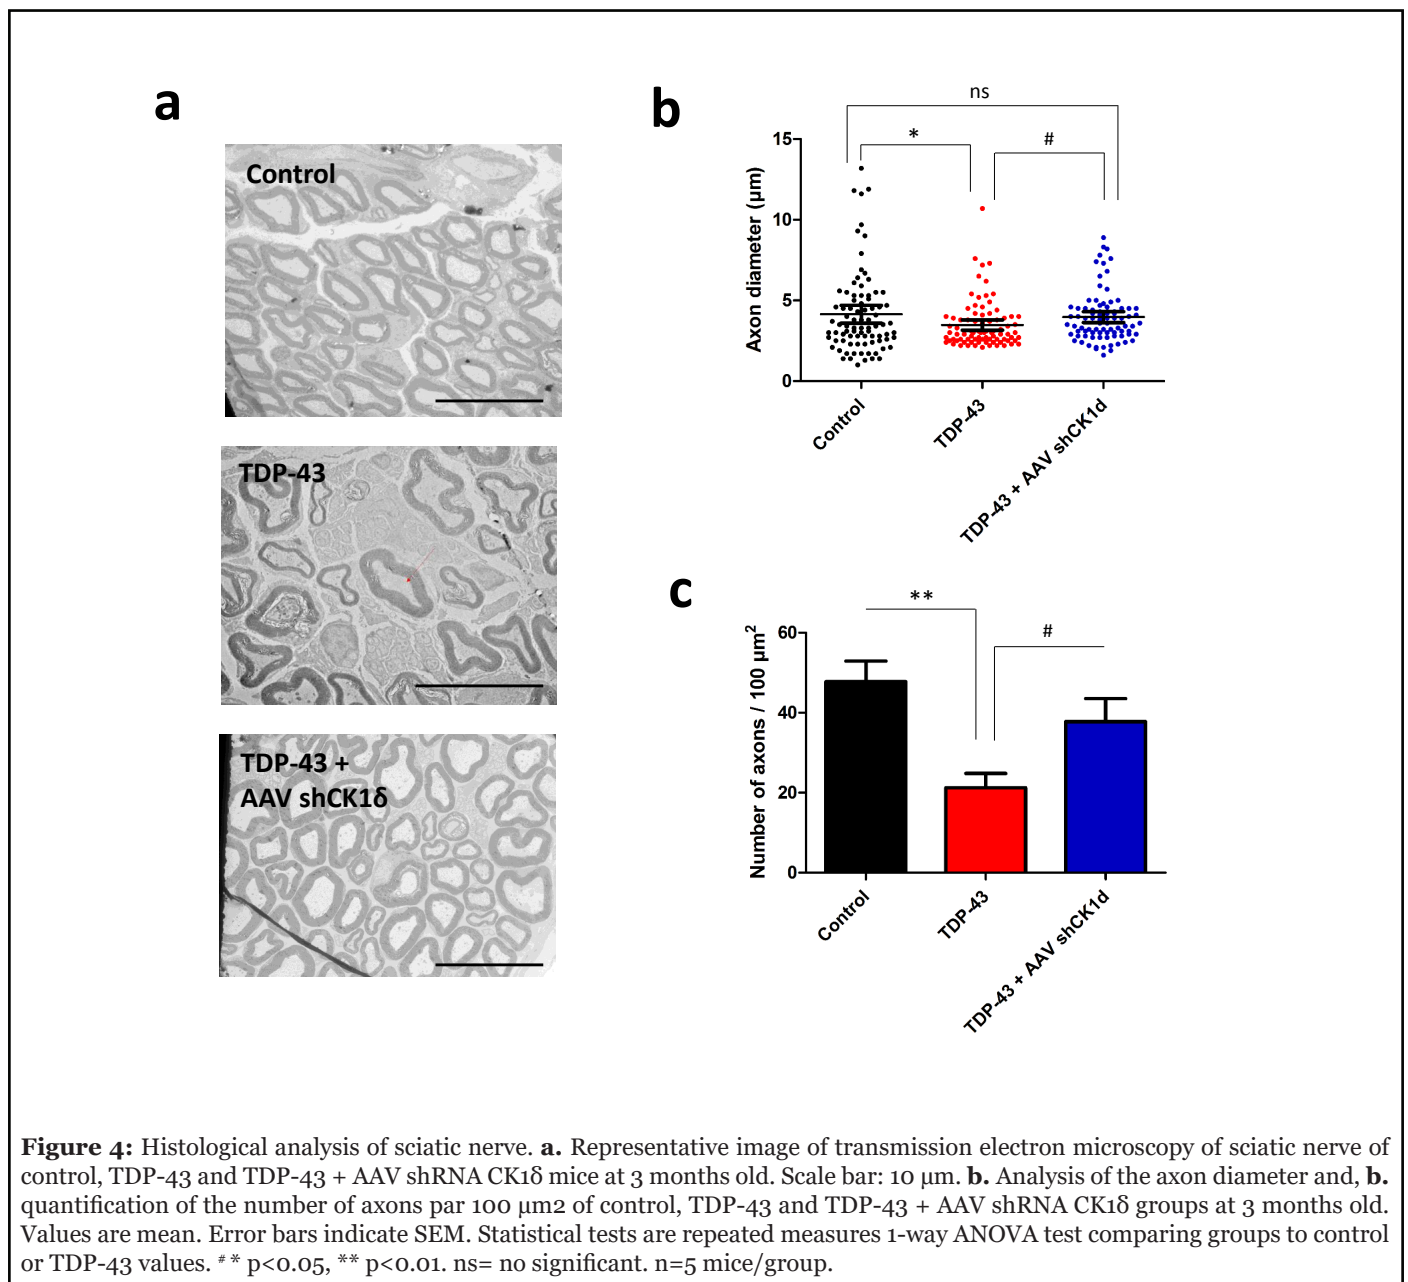 a
Control
TDP-43
TDP-43 +
AAV shCK1δ
b
ns
*
#
15
10
5
0
Axon diameter (µm)
Control
TDP-43
TDP-43 + AAV shCK1d
c
**
#
60
40
20
0
Number of axons / 100 µm²
Control
TDP-43
TDP-43 + AAV shCK1d
Figure 4: Histological analysis of sciatic nerve. a. Representative image of transmission electron microscopy of sciatic nerve of
control, TDP-43 and TDP-43 + AAV shRNA CK1δ mice at 3 months old. Scale bar: 10 µm. b. Analysis of the axon diameter and, b.
quantification of the number of axons par 100 µm2 of control, TDP-43 and TDP-43 + AAV shRNA CK1δ groups at 3 months old.
Values are mean. Error bars indicate SEM. Statistical tests are repeated measures 1-way ANOVA test comparing groups to control
or TDP-43 values. # * p<0.05, ** p<0.01. ns= no significant. n=5 mice/group.